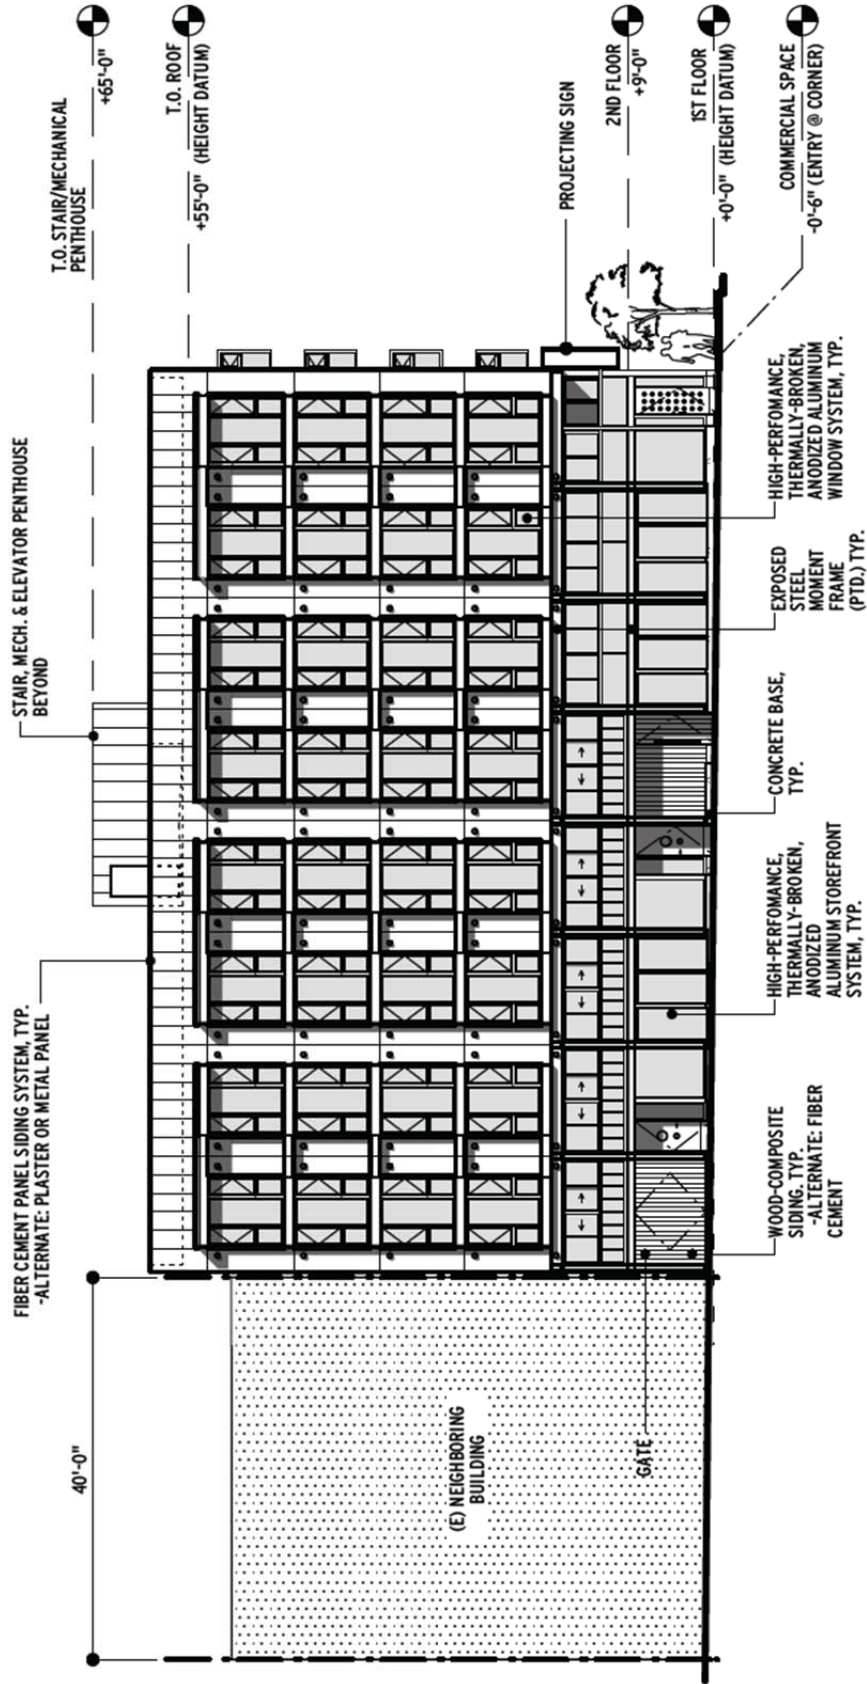 40'-0"
FIBER CEMENT PANEL SIDING SYSTEM, TYP.
-ALTERNATE: PLASTER OR METAL PANEL
STAIR, MECH. & ELEVATOR PENTHOUSE
BEYOND
T.O. STAIR/MECHANICAL
PENTHOUSE
+65'-0"
T.O. ROOF
+55'-0" (HEIGHT DATUM)
PROJECTING SIGN
2ND FLOOR
+9'-0"
1ST FLOOR
+0'-0" (HEIGHT DATUM)
COMMERCIAL SPACE
-0'-6" (ENTRY @ CORNER)
(E) NEIGHBORING
BUILDING
GATE
WOOD-COMPOSITE
SIDING, TYP.
-ALTERNATE: FIBER
CEMENT
HIGH-PERFOMANCE,
THERMALLY-BROKEN,
ANODIZED
ALUMINUM STOREFRONT
SYSTEM, TYP.
CONCRETE BASE,
TYP.
EXPOSED
STEEL
MOMENT
FRAME
(PTD.) TYP.
HIGH-PERFOMANCE,
THERMALLY-BROKEN,
ANODIZED ALUMINUM
WINDOW SYSTEM, TYP.